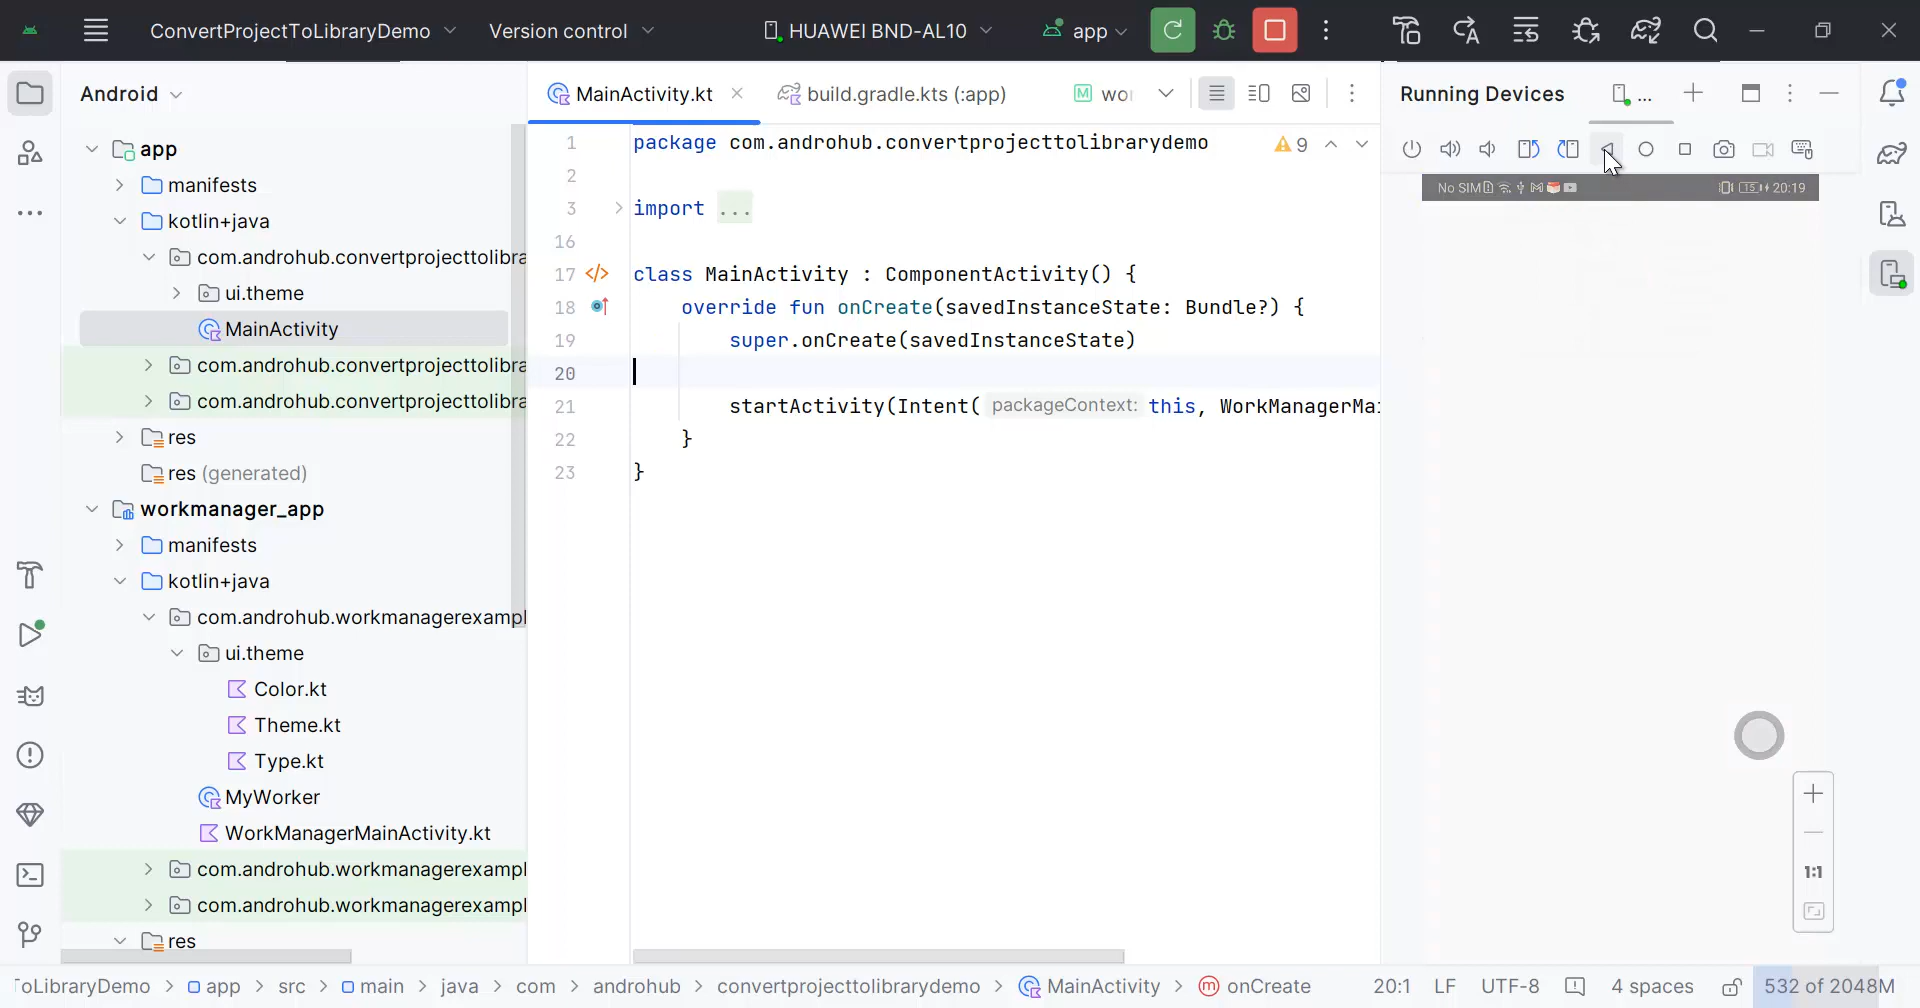 ConvertProjectToLibraryDemo Version control HUAWEI BND-AL10 app
Android
app
manifests
kotlin+java
com.androhub.convertprojecttolibra
ui.theme
MainActivity
com.androhub.convertprojecttolibra
com.androhub.convertprojecttolibra
res
res (generated)
workmanager_app
manifests
kotlin+java
com.androhub.workmanagerexampl
ui.theme
Color.kt
Theme.kt
Type.kt
MyWorker
WorkManagerMainActivity.kt
com.androhub.workmanagerexampl
com.androhub.workmanagerexampl
res
MainActivity.kt build.gradle.kts (:app) M wo
1 package com.androhub.convertprojecttolibrarydemo 9
2
3 import ...
16
17 class MainActivity : ComponentActivity() {
18 override fun onCreate(savedInstanceState: Bundle?) {
19 super.onCreate(savedInstanceState)
20
21 startActivity(Intent( packageContext: this, WorkManagerMai
22 }
23 }
Running Devices ...
No SIM 15 20:19
1:1
ToLibraryDemo > app > src > main > java > com > androhub > convertprojecttolibrarydemo > MainActivity > m onCreate 20:1 LF UTF-8 4 spaces 532 of 2048M